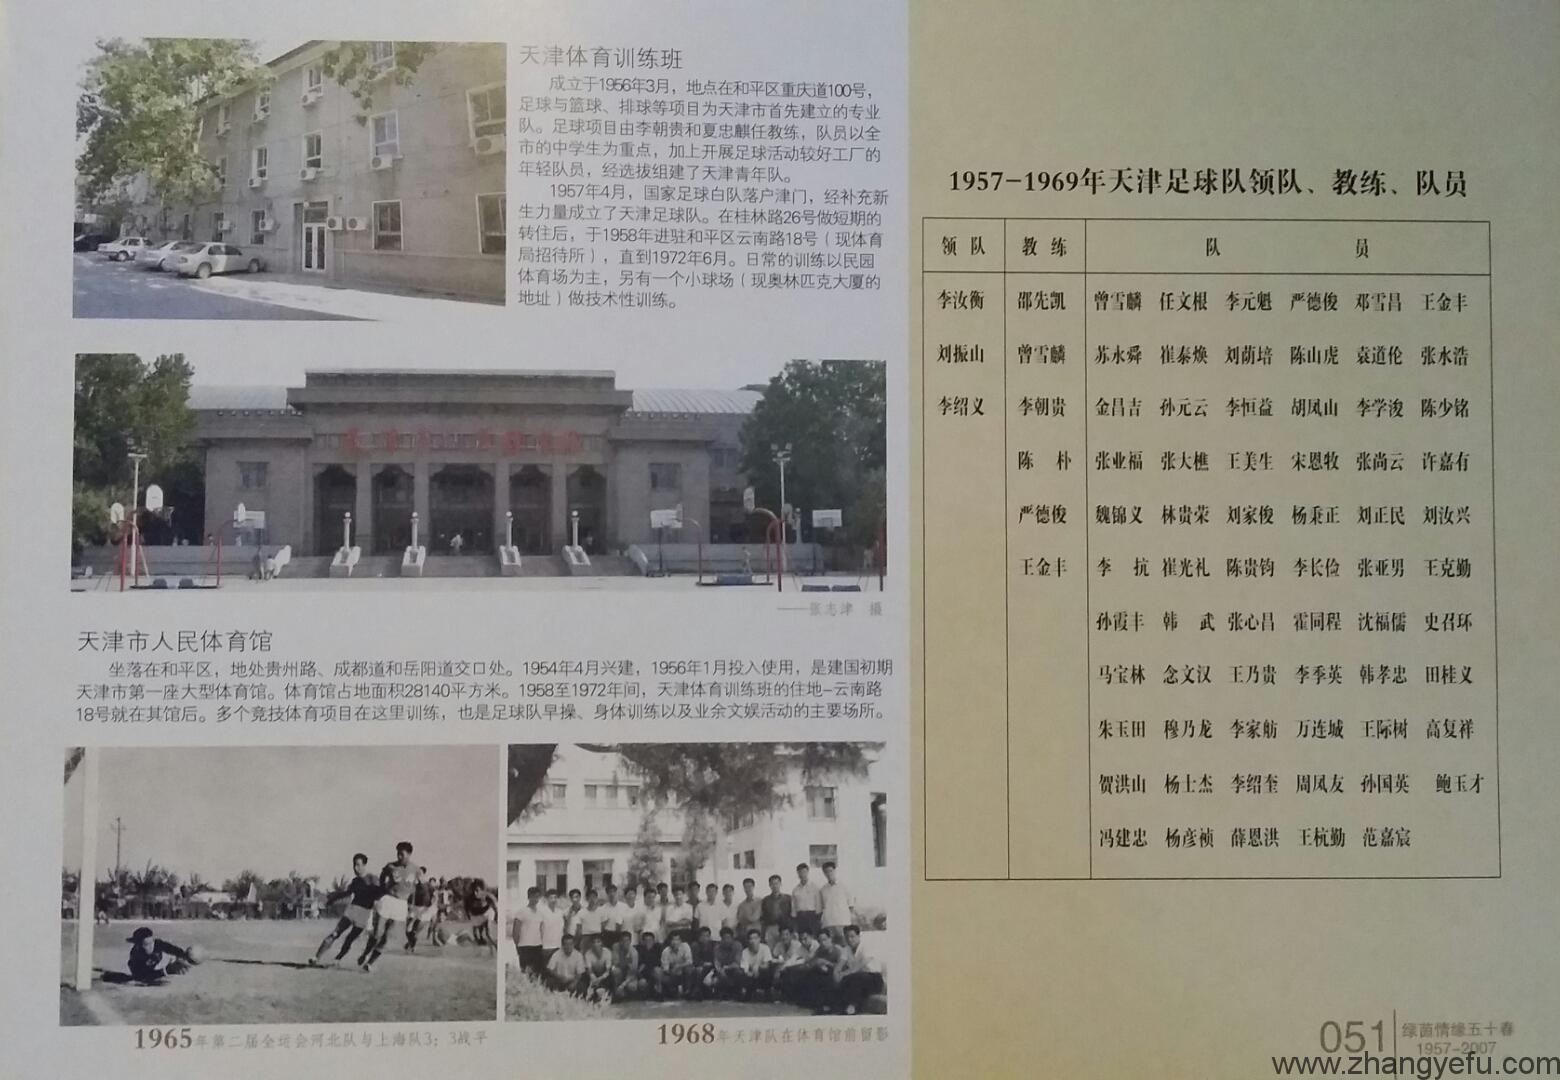 天津体育训练班
成立于1956年3月，地点在和平区重庆道100号，
足球与篮球、排球等项目为天津市首先建立的专业
队。足球项目由李朝贵和夏忠麒任教练，队员以全
市的中学生为重点，加上开展足球活动较好工厂的
年轻队员，经选拔组建了天津青年队。
1957年4月，国家足球白队落户津门，经补充新
生力量成立了天津足球队。在桂林路26号做短期的
转住后，于1958年进驻和平区云南路18号（现体育
局招待所），直到1972年6月。日常的训练以民园
体育场为主，另有一个小球场（现奥林匹克大厦的
地址）做技术性训练。
——张志津 摄
天津市人民体育馆
坐落在和平区，地处贵州路、成都道和岳阳道交口处。1954年4月兴建，1956年1月投入使用，是建国初期
天津市第一座大型体育馆。体育馆占地面积28140平方米。1958至1972年间，天津体育训练班的住地-云南路
18号就在其馆后。多个竞技体育项目在这里训练，也是足球队早操、身体训练以及业余文娱活动的主要场所。
1965年第二届全运会河北队与上海队3：3战平
1968年天津队在体育馆前留影
1957-1969年天津足球队领队、教练、队员
领 队 教 练 队 员
李汝衡 邵先凯 曾雪麟 任文根 李元魁 严德俊 邓雪昌 王金丰
刘振山 曾雪麟 苏永舜 崔泰焕 刘荫培 陈山虎 袁道伦 张水浩
李绍义 李朝贵 金昌吉 孙元云 李恒益 胡凤山 李学浚 陈少铭
陈 朴 张业福 张大樵 王美生 宋恩牧 张尚云 许嘉有
严德俊 魏锦义 林贵荣 刘家俊 杨秉正 刘正民 刘汝兴
王金丰 李 抗 崔光礼 陈贵钧 李长俭 张亚男 王克勤
孙霞丰 韩 武 张心昌 霍同程 沈福儒 史召环
马宝林 念文汉 王乃贵 李季英 韩孝忠 田桂义
朱玉田 穆乃龙 李家舫 万连城 王际树 高复祥
贺洪山 杨士杰 李绍奎 周凤友 孙国英 鲍玉才
冯建忠 杨彦祯 薛恩洪 王杭勤 范嘉宸
051 绿茵情缘五十春
1957-2007
www.zhangyefu.com